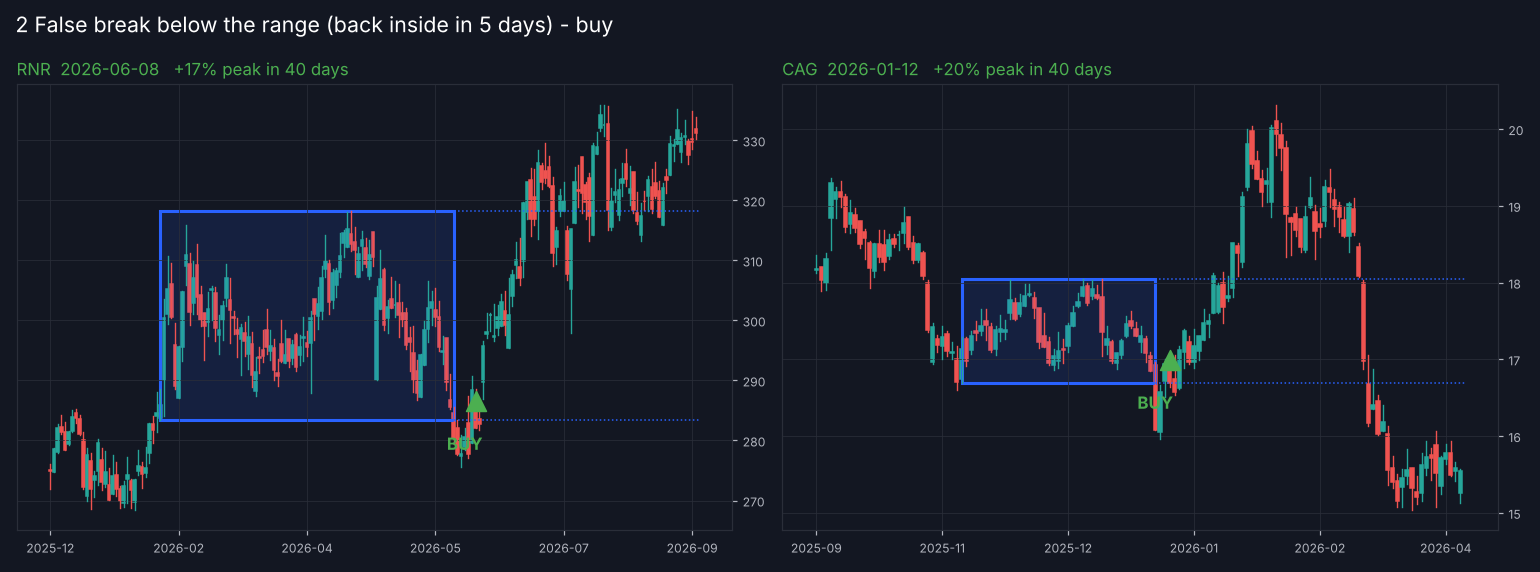 2 False break below the range (back inside in 5 days) - buy
RNR 2026-06-08 +17% peak in 40 days
330
320
310
300
290
280
270
BUY
2025-12 2026-02 2026-04 2026-05 2026-07 2026-09
CAG 2026-01-12 +20% peak in 40 days
20
19
18
17
16
15
BUY
2025-09 2025-11 2025-12 2026-01 2026-02 2026-04